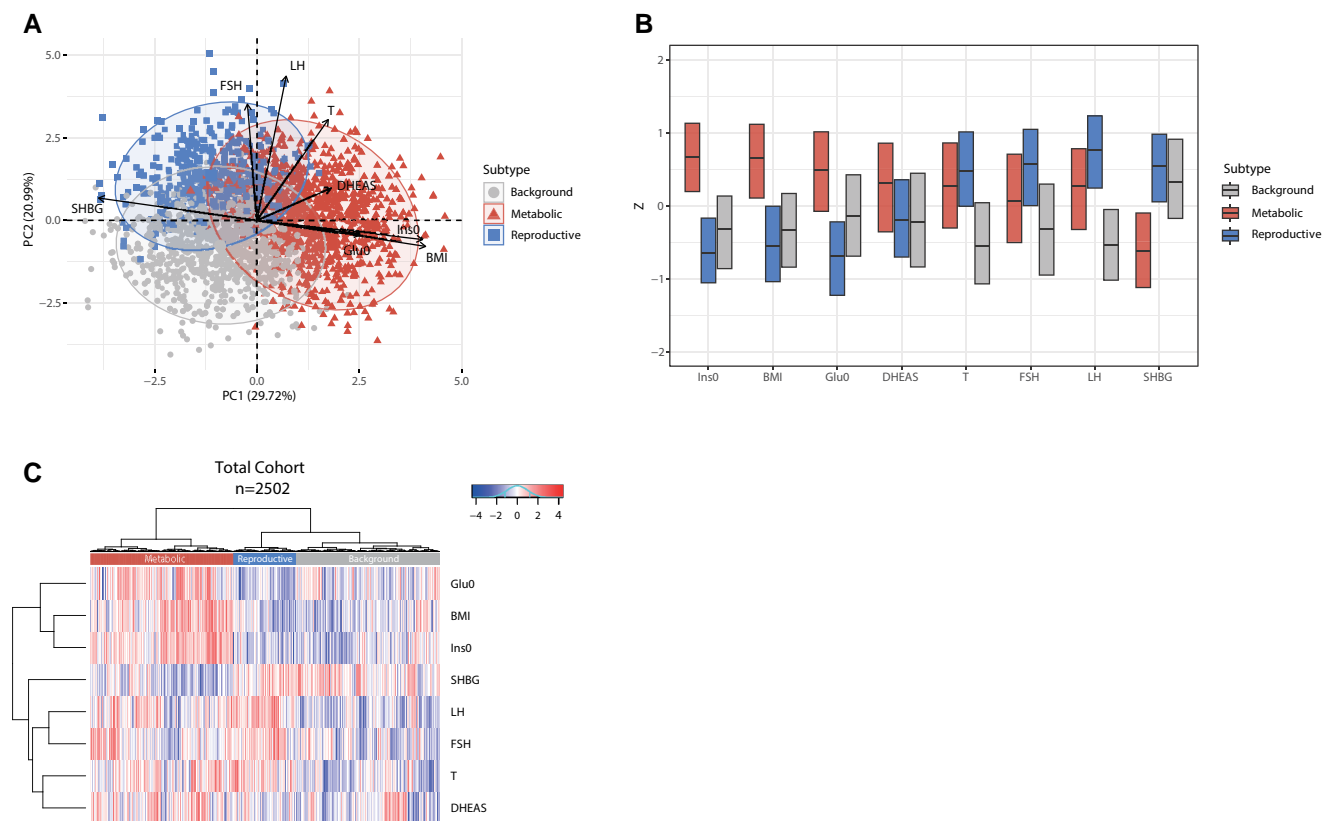 A
5.0
2.5
0.0
−2.5
PC2 (20.99%)
−2.5
0.0
2.5
5.0
PC1 (29.72%)
FSH
LH
T
DHEAS
SHBG
Ins0
Glu0
BMI
Subtype
Background
Metabolic
Reproductive
B
2
1
0
−1
−2
Z
Ins0
BMI
Glu0
DHEAS
T
FSH
LH
SHBG
Subtype
Background
Metabolic
Reproductive
C
Total Cohort
n=2502
−4 −2 0 2 4
Metabolic
Reproductive
Background
Glu0
BMI
Ins0
SHBG
LH
FSH
T
DHEAS